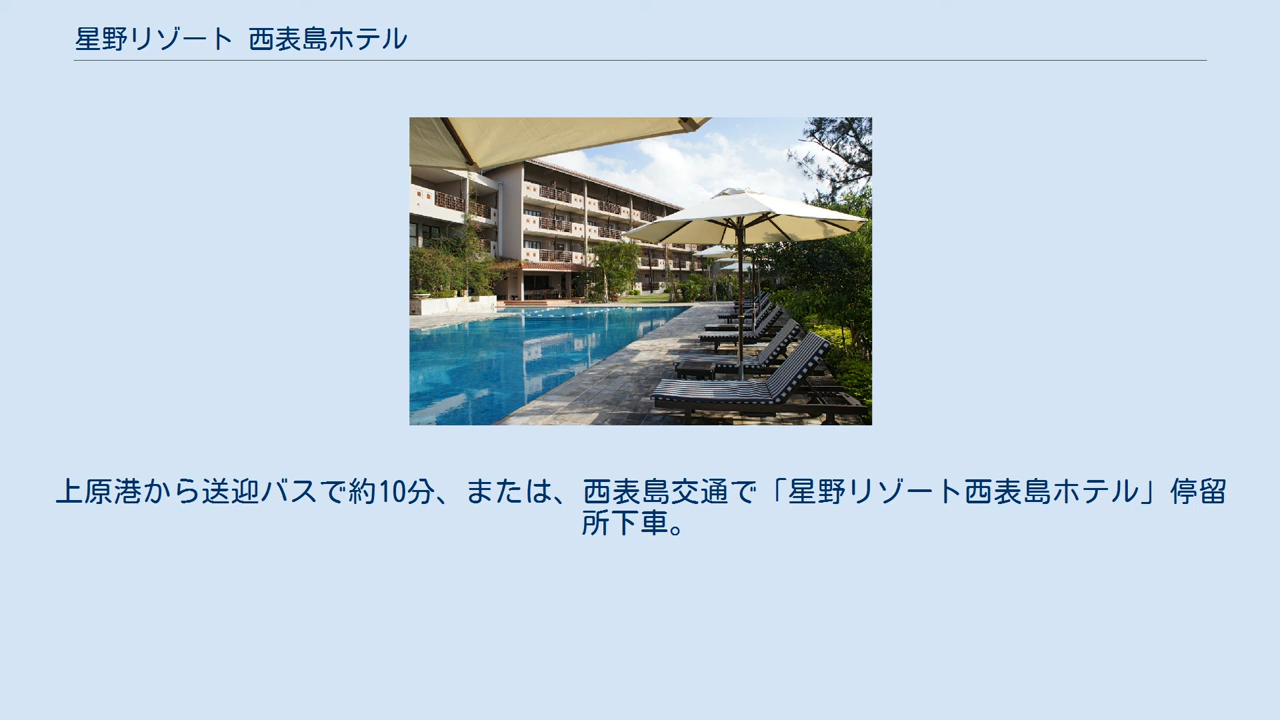 星野リゾート 西表島ホテル
上原港から送迎バスで約10分、または、西表島交通で「星野リゾート西表島ホテル」停留
所下車。